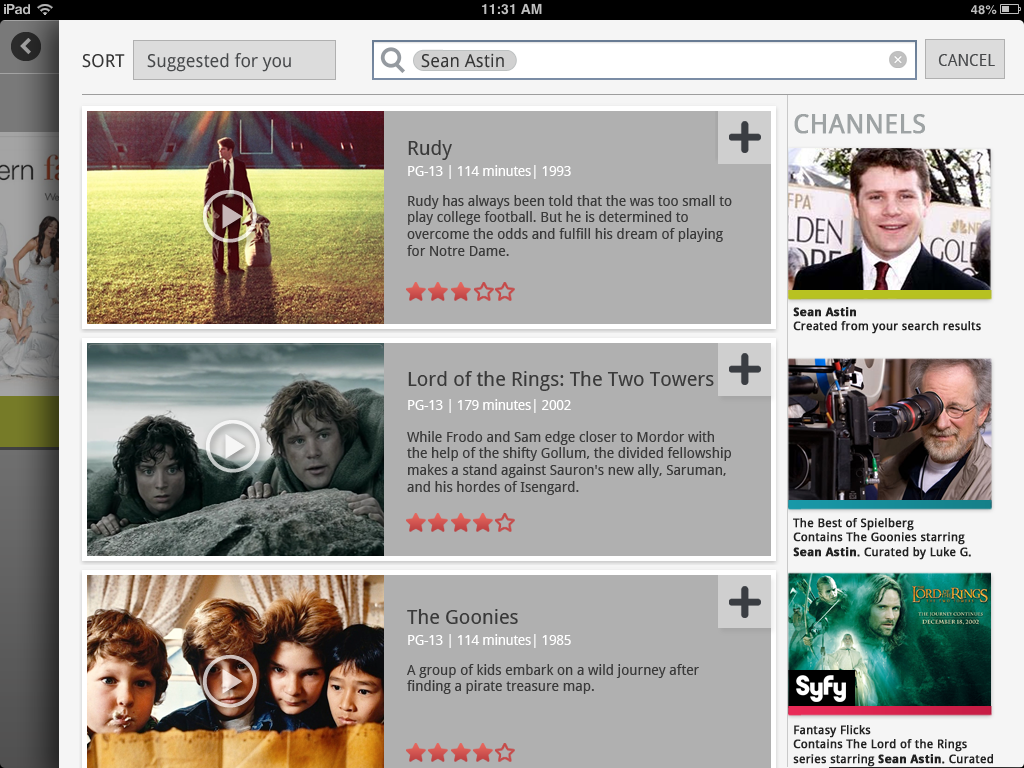 iPad
11:31 AM
48%
SORT
Suggested for you
Sean Astin
CANCEL
ern fa
We
Rudy
PG-13 | 114 minutes| 1993
Rudy has always been told that the was too small to
play college football. But he is determined to
overcome the odds and fulfill his dream of playing
for Notre Dame.
Lord of the Rings: The Two Towers
PG-13 | 179 minutes| 2002
While Frodo and Sam edge closer to Mordor with
the help of the shifty Gollum, the divided fellowship
makes a stand against Sauron's new ally, Saruman,
and his hordes of Isengard.
The Goonies
PG-13 | 114 minutes| 1985
A group of kids embark on a wild journey after
finding a pirate treasure map.
CHANNELS
FPA
NBC
LDEN
GOL
Sean Astin
Created from your search results
The Best of Spielberg
Contains The Goonies starring
Sean Astin. Curated by Luke G.
LORD OF THE RINGS
THE JOURNEY CONTINUES
DECEMBER 18, 2002
Syfy
Fantasy Flicks
Contains The Lord of the Rings
series starring Sean Astin. Curated